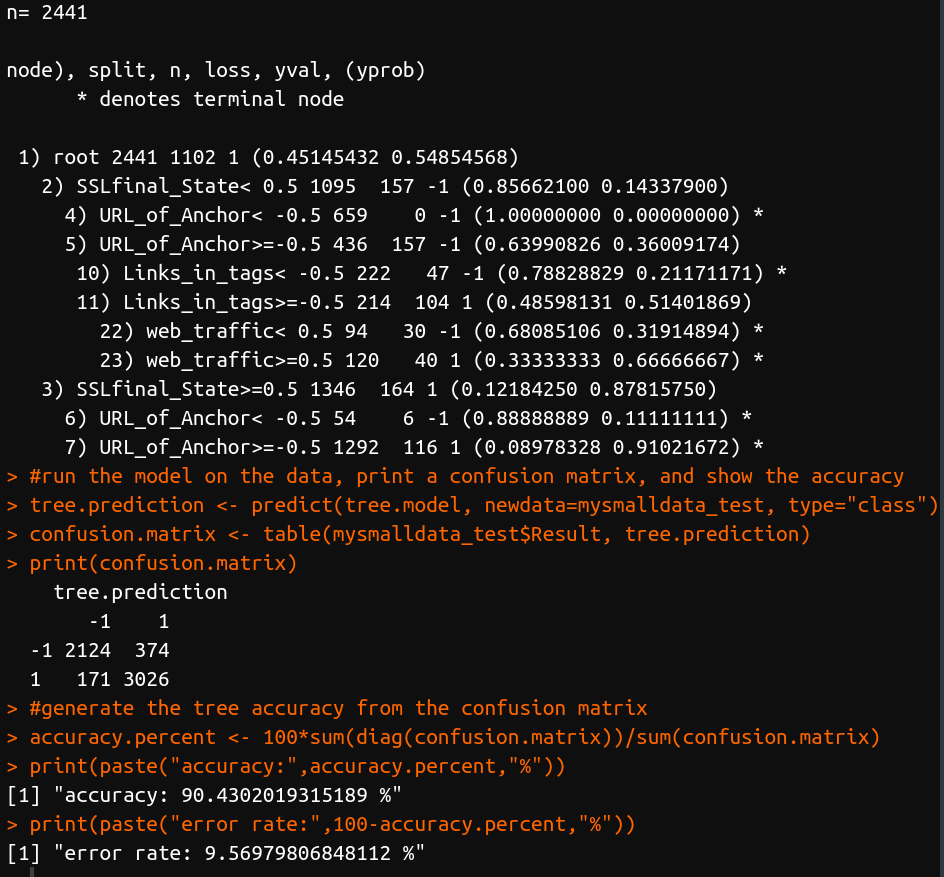 n= 2441
node), split, n, loss, yval, (yprob)
* denotes terminal node
1) root 2441 1102 1 (0.45145432 0.54854568)
2) SSLfinal_State< 0.5 1095  157 -1 (0.85662100 0.14337900)
4) URL_of_Anchor< -0.5 659    0 -1 (1.00000000 0.00000000) *
5) URL_of_Anchor>=-0.5 436  157 -1 (0.63990826 0.36009174)
10) Links_in_tags< -0.5 222   47 -1 (0.78828829 0.21171171) *
11) Links_in_tags>=-0.5 214  104 1 (0.48598131 0.51401869)
22) web_traffic< 0.5 94   30 -1 (0.68085106 0.31914894) *
23) web_traffic>=0.5 120   40 1 (0.33333333 0.66666667) *
3) SSLfinal_State>=0.5 1346  164 1 (0.12184250 0.87815750)
6) URL_of_Anchor< -0.5 54    6 -1 (0.88888889 0.11111111) *
7) URL_of_Anchor>=-0.5 1292  116 1 (0.08978328 0.91021672) *
> #run the model on the data, print a confusion matrix, and show the accuracy
> tree.prediction <- predict(tree.model, newdata=mysmalldata_test, type="class")
> confusion.matrix <- table(mysmalldata_test$Result, tree.prediction)
> print(confusion.matrix)
tree.prediction
-1    1
-1 2124  374
1   171 3026
> #generate the tree accuracy from the confusion matrix
> accuracy.percent <- 100*sum(diag(confusion.matrix))/sum(confusion.matrix)
> print(paste("accuracy:",accuracy.percent,"%"))
[1] "accuracy: 90.4302019315189 %"
> print(paste("error rate:",100-accuracy.percent,"%"))
[1] "error rate: 9.56979806848112 %"